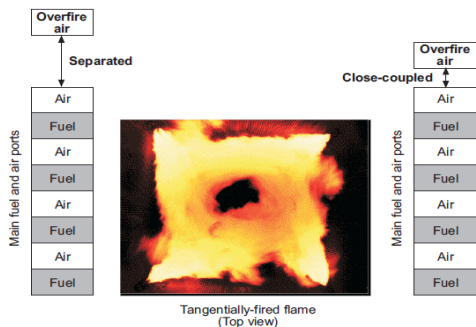 Overfire
air
Separated
Main fuel and air ports
Air
Fuel
Air
Fuel
Air
Fuel
Air
Fuel
Tangentially-fired flame
(Top view)
Overfire
air
Close-coupled
Main fuel and air ports
Air
Fuel
Air
Fuel
Air
Fuel
Air
Fuel